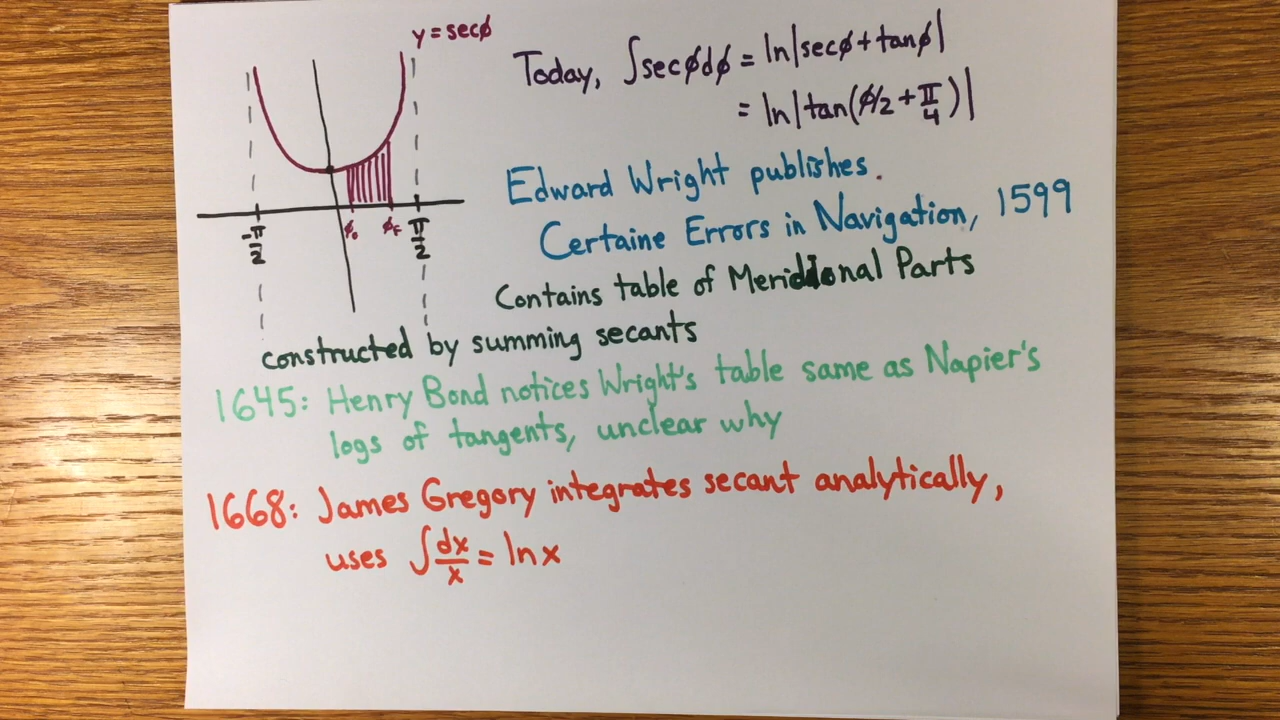 y = secϕ
Today, ∫secϕdϕ = ln|secϕ+tanϕ|
= ln|tan(ϕ/2 + π/4)|
-π/2
ϕ₀
ϕF
π/2
Edward Wright publishes
Certaine Errors in Navigation, 1599
Contains table of Meridional Parts
constructed by summing secants
1645: Henry Bond notices Wright's table same as Napier's
logs of tangents, unclear why
1668: James Gregory integrates secant analytically,
uses ∫dx/x = ln x